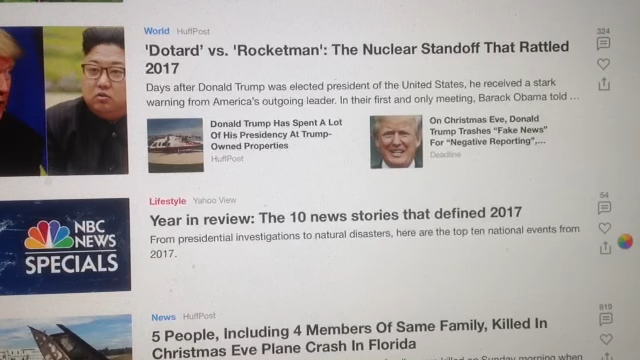 World HuffPost
324
'Dotard' vs. 'Rocketman': The Nuclear Standoff That Rattled
2017
Days after Donald Trump was elected president of the United States, he received a stark
warning from America's outgoing leader. In their first and only meeting, Barack Obama told ...
Donald Trump Has Spent A Lot
Of His Presidency At Trump-
Owned Properties
HuffPost
On Christmas Eve, Donald
Trump Trashes “Fake News”
For “Negative Reporting”,...
Deadline
NBC
NEWS
SPECIALS
Lifestyle Yahoo View
54
Year in review: The 10 news stories that defined 2017
From presidential investigations to natural disasters, here are the top ten national events from
2017.
News HuffPost
819
5 People, Including 4 Members Of Same Family, Killed In
Christmas Eve Plane Crash In Florida
killed on Sunday morning when